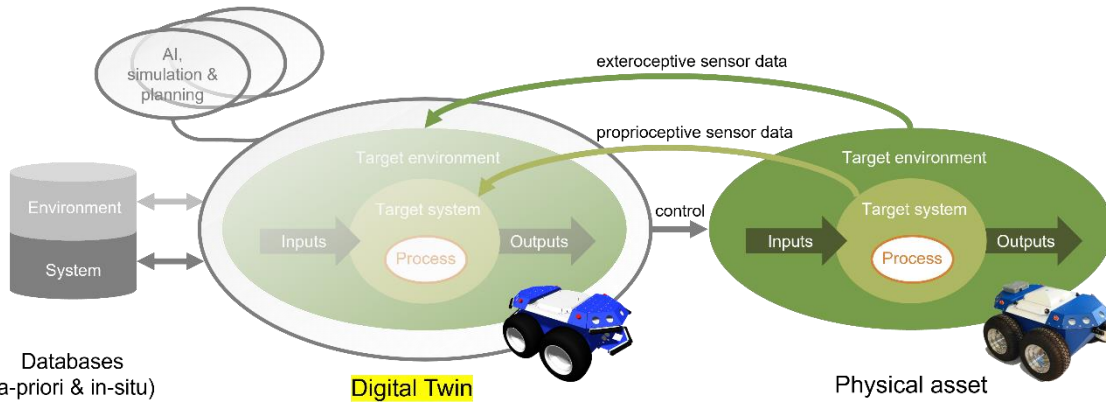 AI,
simulation &
planning
exteroceptive sensor data
proprioceptive sensor data
Target environment
Target environment
Environment
Target system
control
Target system
Inputs
Outputs
Inputs
Outputs
System
Process
Process
Databases
a-priori & in-situ)
Digital Twin
Physical asset